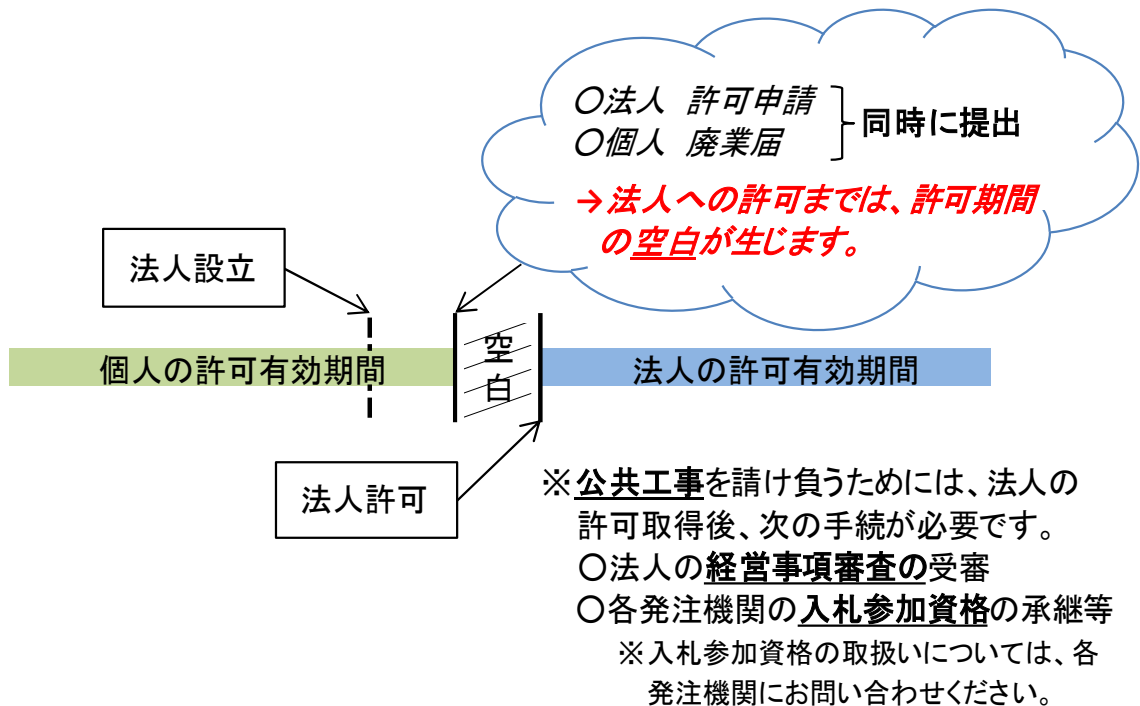 〇法人 許可申請
〇個人 廃業届
同時に提出
→法人への許可までは、許可期間
の空白が生じます。
法人設立
個人の許可有効期間
空白
法人の許可有効期間
法人許可
※公共工事を請け負うためには、法人の
許可取得後、次の手続が必要です。
〇法人の経営事項審査の受審
〇各発注機関の入札参加資格の承継等
※入札参加資格の取扱いについては、各
発注機関にお問い合わせください。